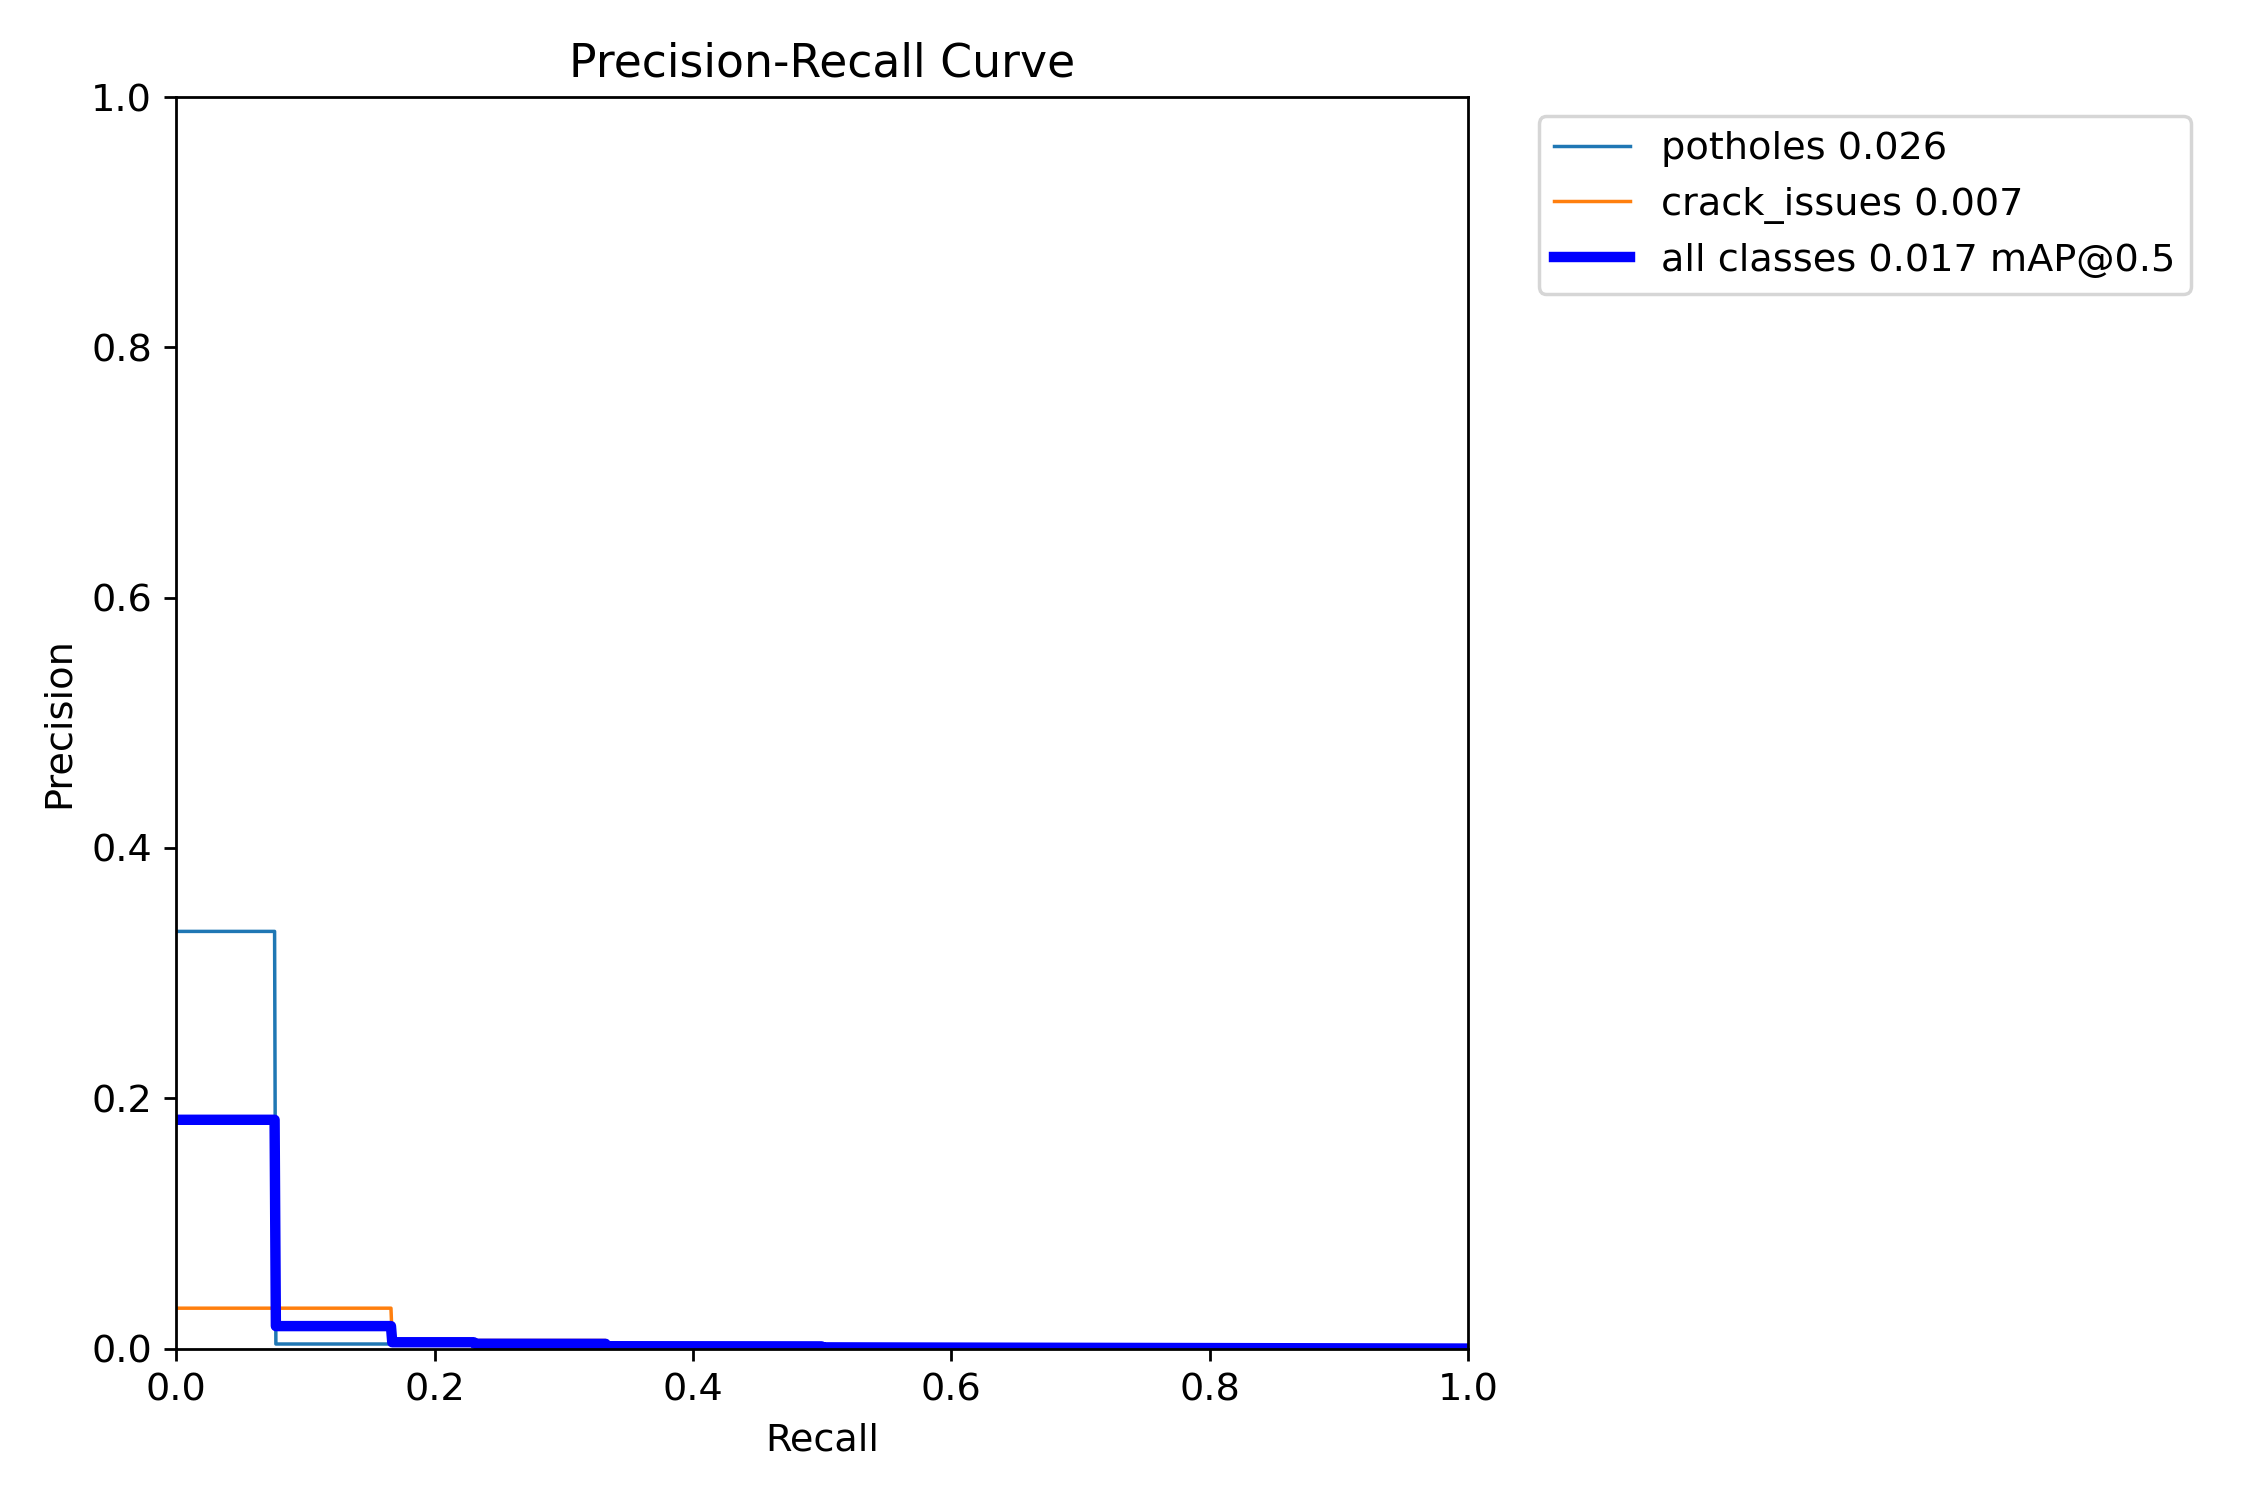 Precision-Recall Curve
1.0
0.8
0.6
0.4
0.2
0.0
Precision
0.0 0.2 0.4 0.6 0.8 1.0
Recall
potholes 0.026
crack_issues 0.007
all classes 0.017 mAP@0.5